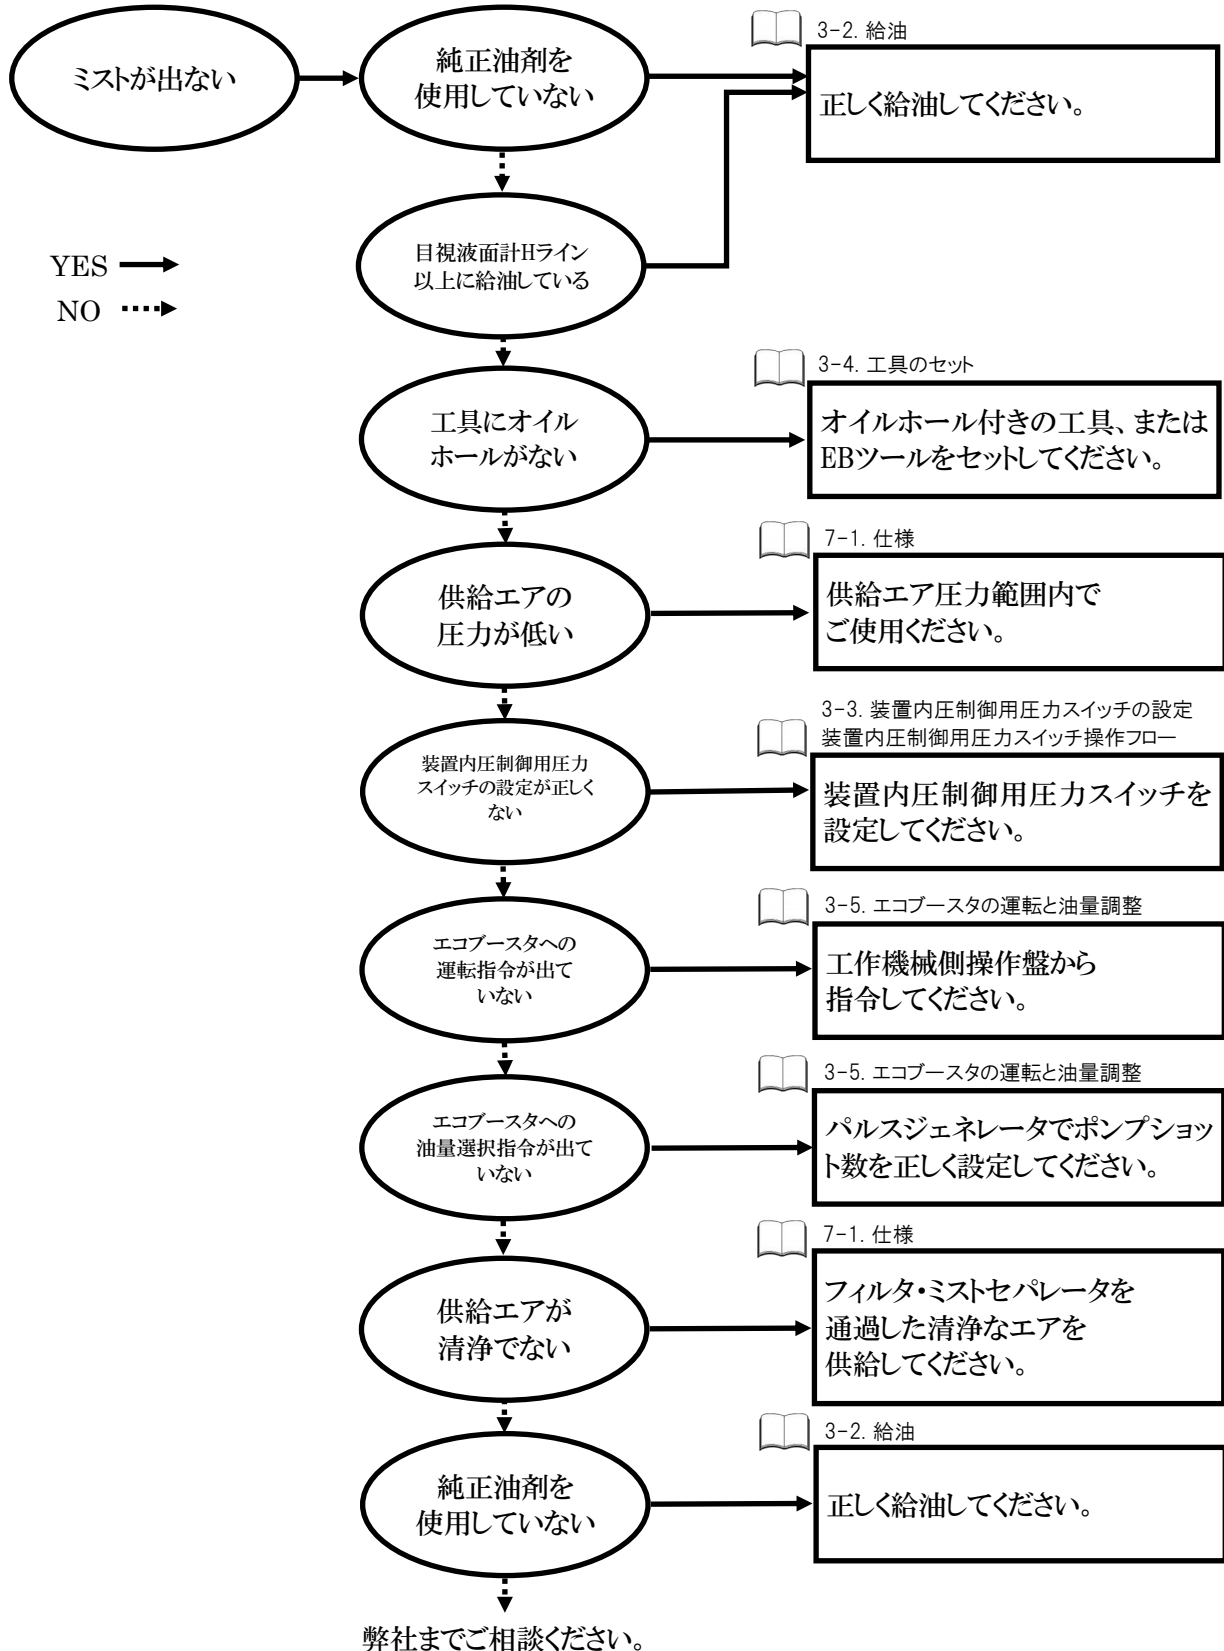 ミストが出ない
純正油剤を
使用していない
3-2. 給油
正しく給油してください。
目視液面計Hライン
以上に給油している
YES
NO
工具にオイル
ホールがない
3-4. 工具のセット
オイルホール付きの工具、または
EBツールをセットしてください。
供給エアの
圧力が低い
7-1. 仕様
供給エア圧力範囲内で
ご使用ください。
装置内圧制御用圧力
スイッチの設定が正しく
ない
3-3. 装置内圧制御用圧力スイッチの設定
装置内圧制御用圧力スイッチ操作フロー
装置内圧制御用圧力スイッチを
設定してください。
エコブースタへの
運転指令が出て
いない
3-5. エコブースタの運転と油量調整
工作機械側操作盤から
指令してください。
エコブースタへの
油量選択指令が出て
いない
3-5. エコブースタの運転と油量調整
パルスジェネレータでポンプショッ
ト数を正しく設定してください。
供給エアが
清浄でない
7-1. 仕様
フィルタ・ミストセパレータを
通過した清浄なエアを
供給してください。
純正油剤を
使用していない
3-2. 給油
正しく給油してください。
弊社までご相談ください。